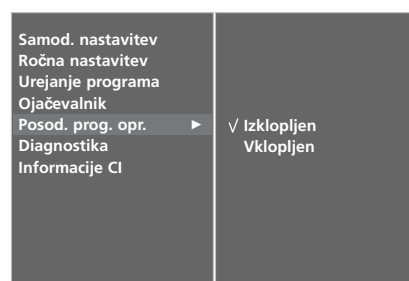 Samod. nastavitev
Ročna nastavitev
Urejanje programa
Ojačevalnik
Posod. prog. opr. ►
Diagnostika
Informacije CI
√ Izklopljen
Vklopljen